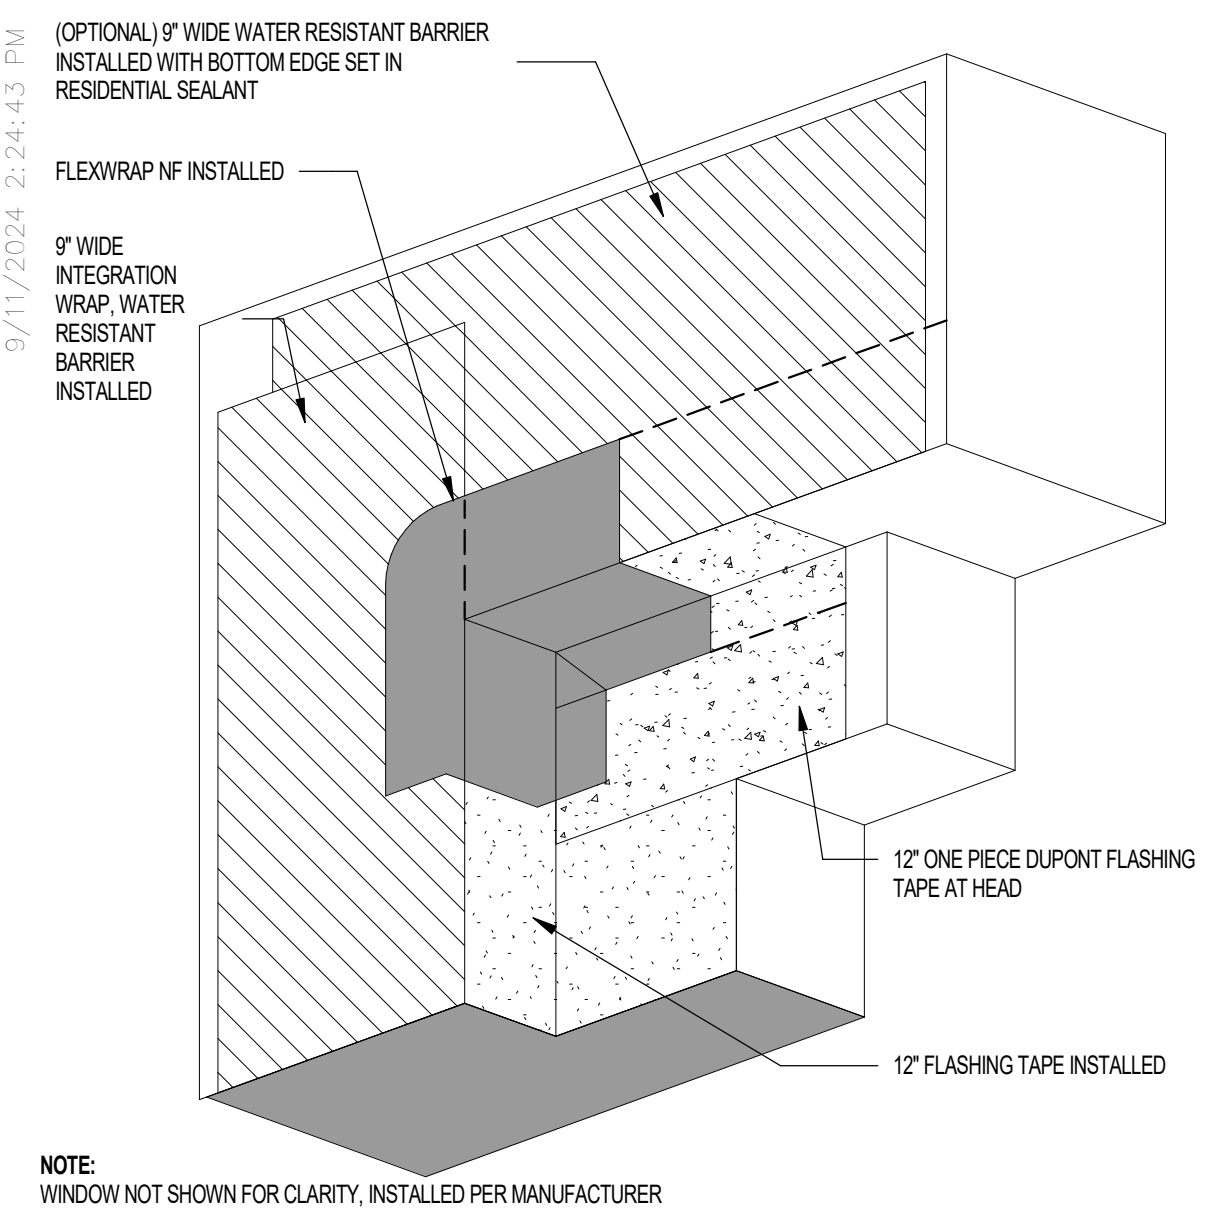 9/11/2024 2:24:43 PM
(OPTIONAL) 9" WIDE WATER RESISTANT BARRIER
INSTALLED WITH BOTTOM EDGE SET IN
RESIDENTIAL SEALANT
FLEXWRAP NF INSTALLED
9" WIDE
INTEGRATION
WRAP, WATER
RESISTANT
BARRIER
INSTALLED
12" ONE PIECE DUPONT FLASHING
TAPE AT HEAD
12" FLASHING TAPE INSTALLED
NOTE:
WINDOW NOT SHOWN FOR CLARITY, INSTALLED PER MANUFACTURER